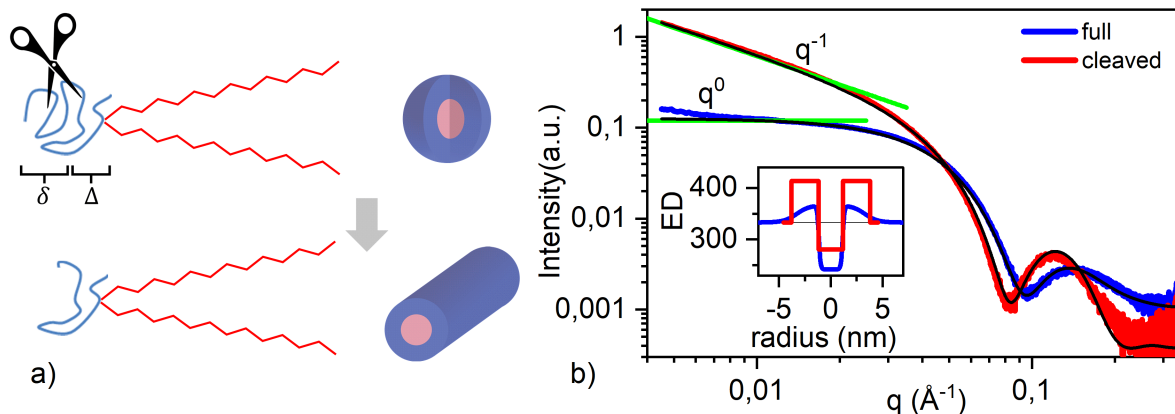 δ Δ
a)
full
cleaved
q⁻¹
q⁰
Intensity(a.u.)
1
0,1
0,01
0,001
ED
400
300
-5 0 5
radius (nm)
0,01 0,1
b)
q (Å⁻¹)